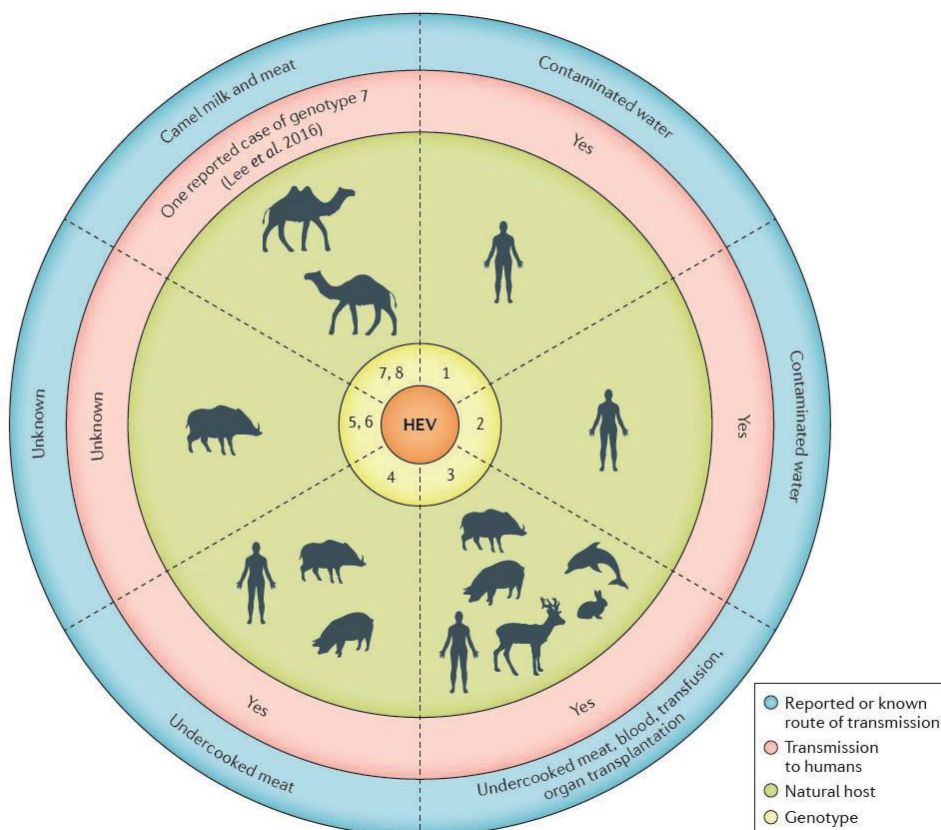 Camel milk and meat
Contaminated water
One reported case of genotype 7
(Lee et al. 2016)
Yes
Unknown
Unknown
7, 8
1
5, 6
HEV
2
4
3
Yes
Contaminated water
Yes
Yes
Undercooked meat
Undercooked meat, blood, transfusion,
organ transplantation
Reported or known
route of transmission
Transmission
to humans
Natural host
Genotype